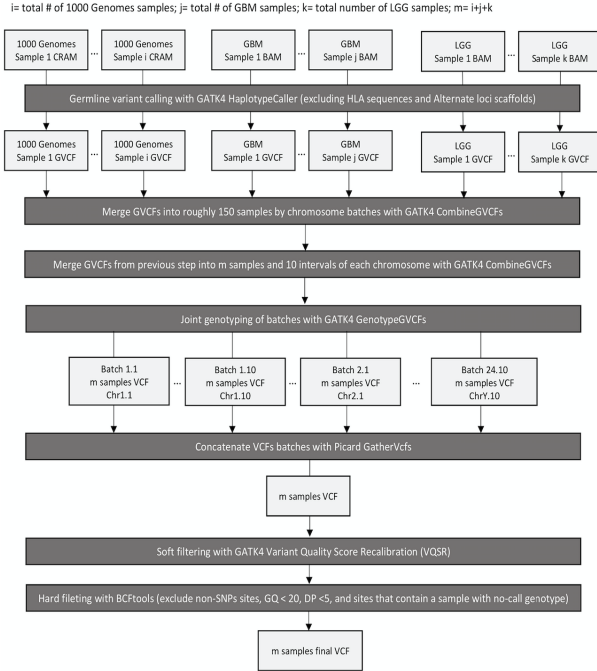 i= total # of 1000 Genomes samples; j= total # of GBM samples; k= total number of LGG samples; m= i+j+k
1000 Genomes
Sample 1 CRAM
...
1000 Genomes
Sample i CRAM
GBM
Sample 1 BAM
...
GBM
Sample j BAM
LGG
Sample 1 BAM
...
LGG
Sample k BAM
Germline variant calling with GATK4 HaplotypeCaller (excluding HLA sequences and Alternate loci scaffolds)
1000 Genomes
Sample 1 GVCF
...
1000 Genomes
Sample i GVCF
GBM
Sample 1 GVCF
...
GBM
Sample j GVCF
LGG
Sample 1 GVCF
...
LGG
Sample k GVCF
Merge GVCFs into roughly 150 samples by chromosome batches with GATK4 CombineGVCFs
Merge GVCFs from previous step into m samples and 10 intervals of each chromosome with GATK4 CombineGVCFs
Joint genotyping of batches with GATK4 GenotypeGVCFs
Batch 1.1
m samples VCF
Chr1.1
...
Batch 1.10
m samples VCF
Chr1.10
...
Batch 2.1
m samples VCF
Chr2.1
...
Batch 24.10
m samples VCF
ChrY.10
Concatenate VCFs batches with Picard GatherVcfs
m samples VCF
Soft filtering with GATK4 Variant Quality Score Recalibration (VQSR)
Hard fileting with BCFtools (exclude non-SNPs sites, GQ < 20, DP <5, and sites that contain a sample with no-call genotype)
m samples final VCF